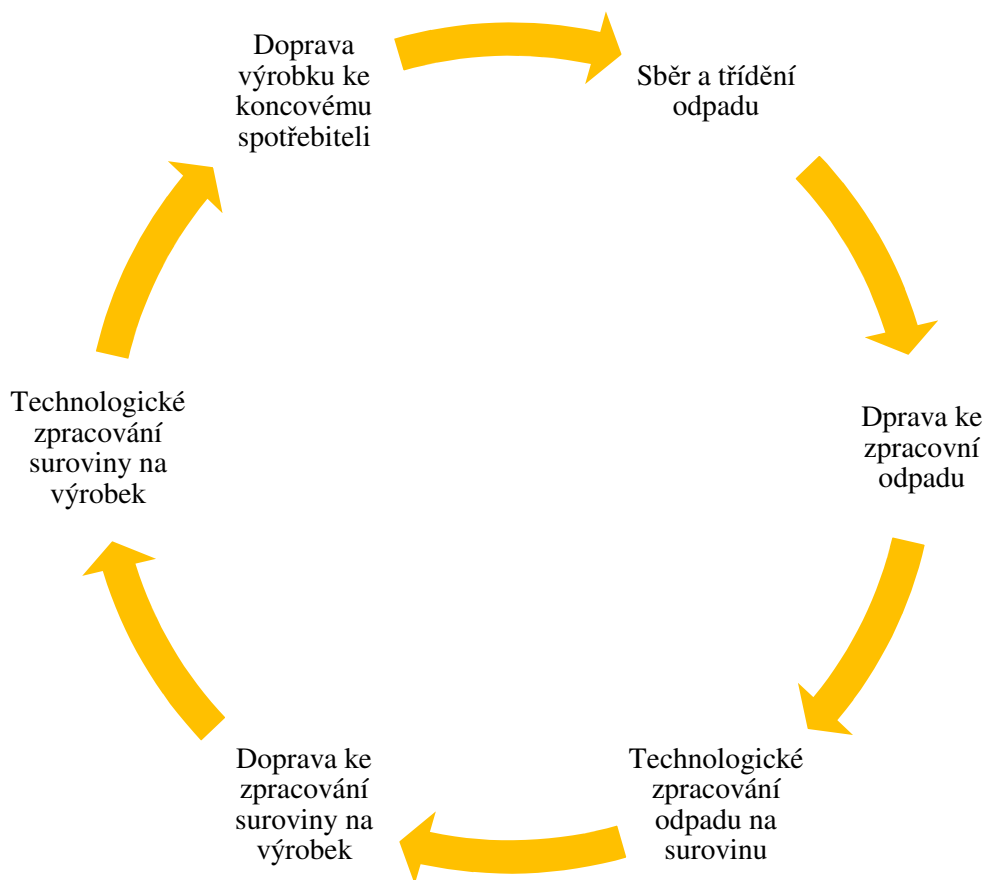 Doprava
výrobku ke
koncovému
spotřebiteli
Sběr a třídění
odpadu
Dprava ke
zpracovní
odpadu
Technologické
zpracování
odpadu na
surovinu
Doprava ke
zpracování
suroviny na
výrobek
Technologické
zpracování
suroviny na
výrobek